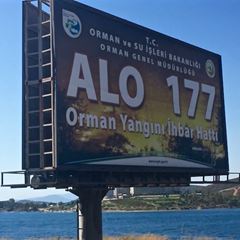 T.C.
ORMAN ve SU İŞLERİ BAKANLIĞI
ORMAN GENEL MÜDÜRLÜĞÜ
ALO 177
Orman Yangını İhbar Hattı